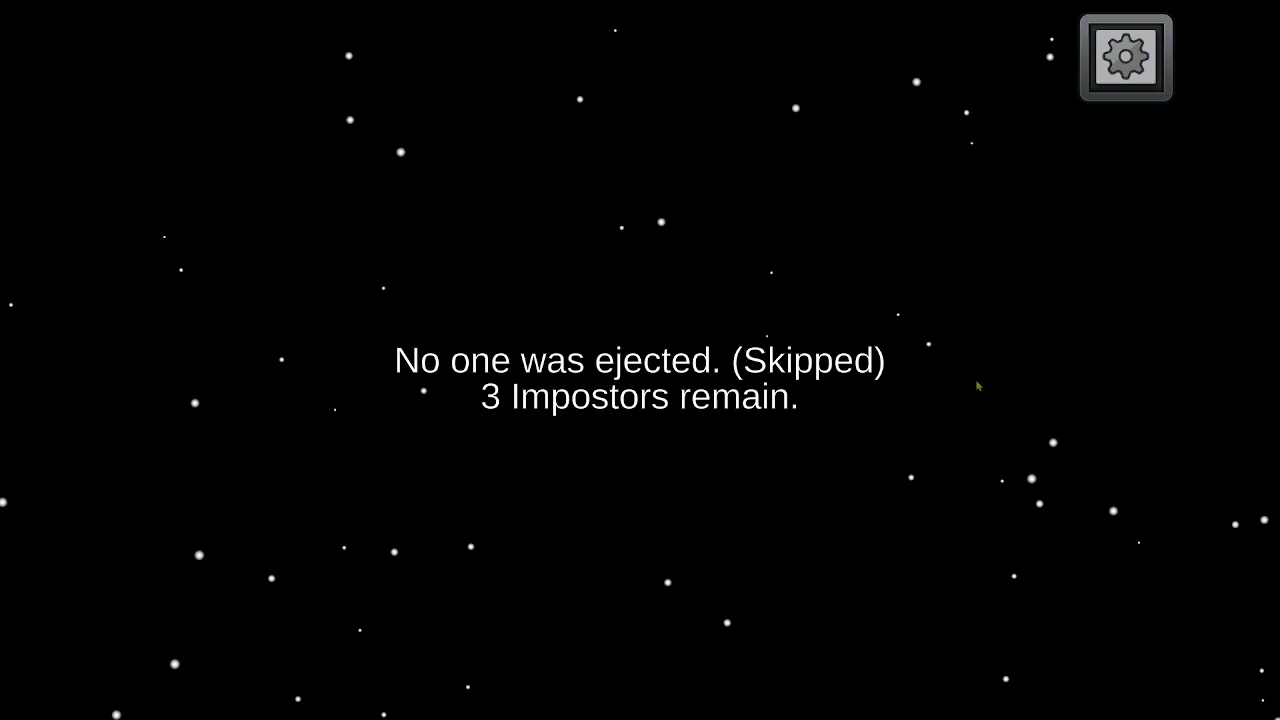 No one was ejected. (Skipped)
3 Impostors remain.